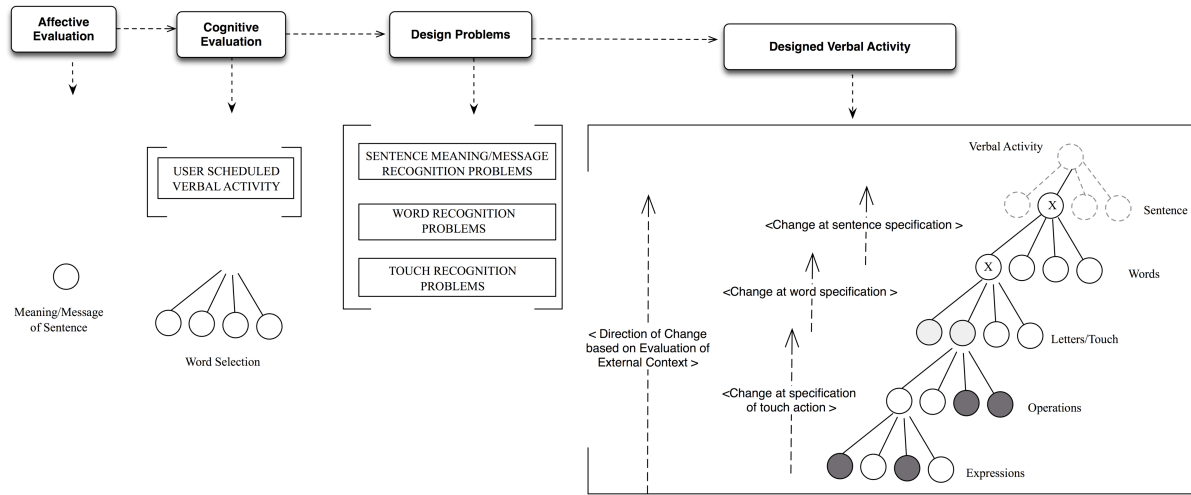 Affective
Evaluation
Cognitive
Evaluation
Design Problems
Designed Verbal Activity
USER SCHEDULED
VERBAL ACTIVITY
SENTENCE MEANING/MESSAGE
RECOGNITION PROBLEMS
WORD RECOGNITION
PROBLEMS
TOUCH RECOGNITION
PROBLEMS
Meaning/Message
of Sentence
Word Selection
Verbal Activity
X
Sentence
<Change at sentence specification >
X
Words
<Change at word specification>
< Direction of Change
based on Evaluation of
External Context >
Letters/Touch
<Change at specification
of touch action >
Operations
Expressions